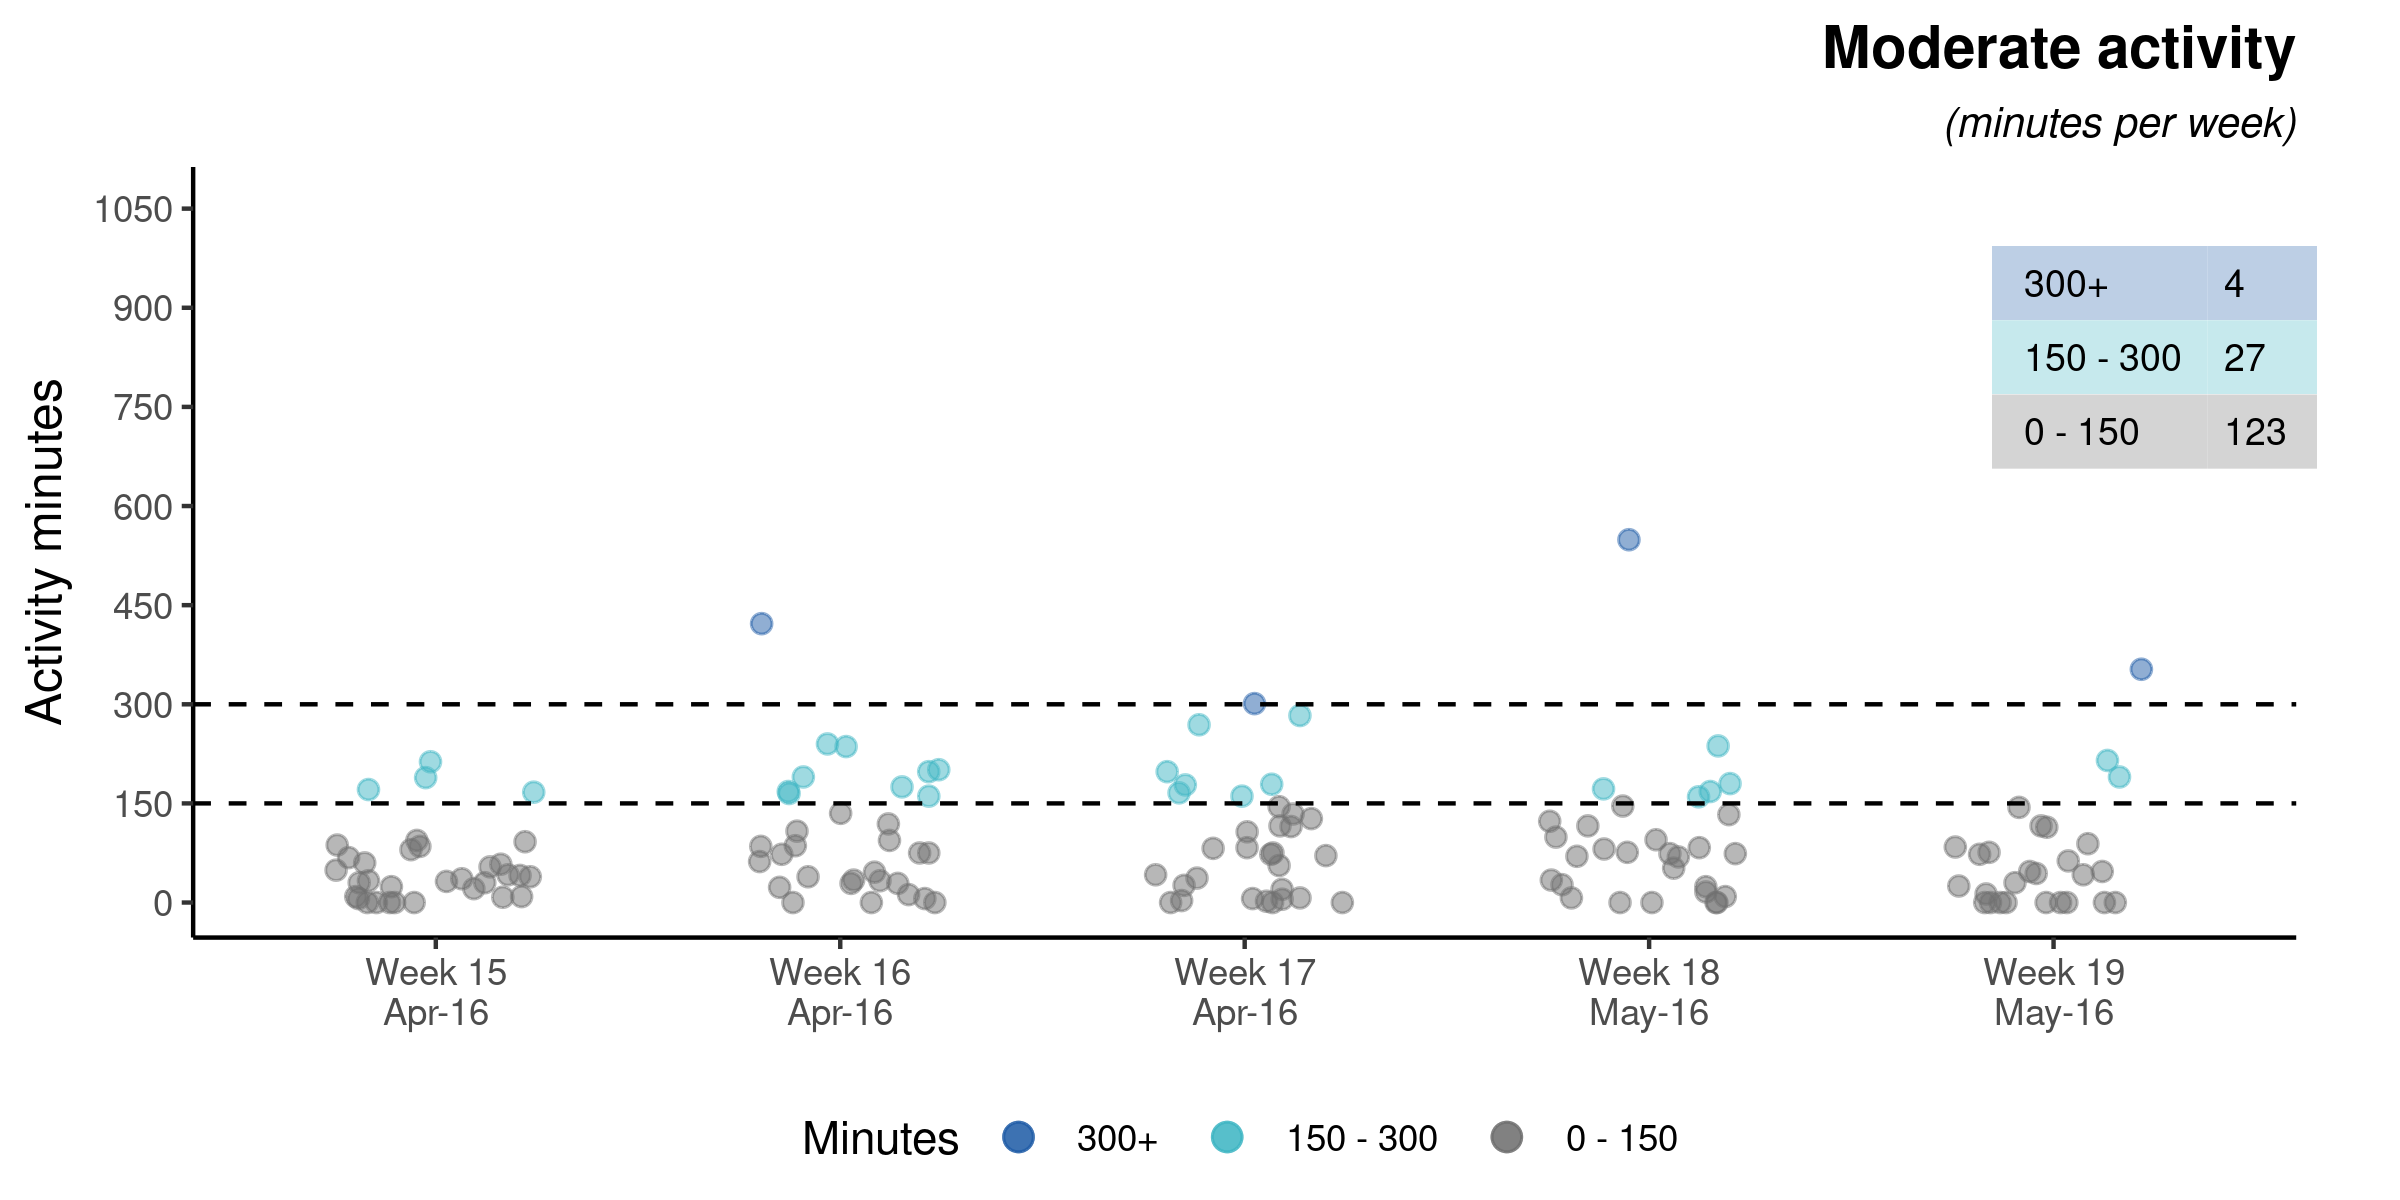 Moderate activity
(minutes per week)
Activity minutes
1050
900
750
600
450
300
150
0
300+ 4
150 - 300 27
0 - 150 123
Week 15 Week 16 Week 17 Week 18 Week 19
Apr-16 Apr-16 Apr-16 May-16 May-16
Minutes 300+ 150 - 300 0 - 150